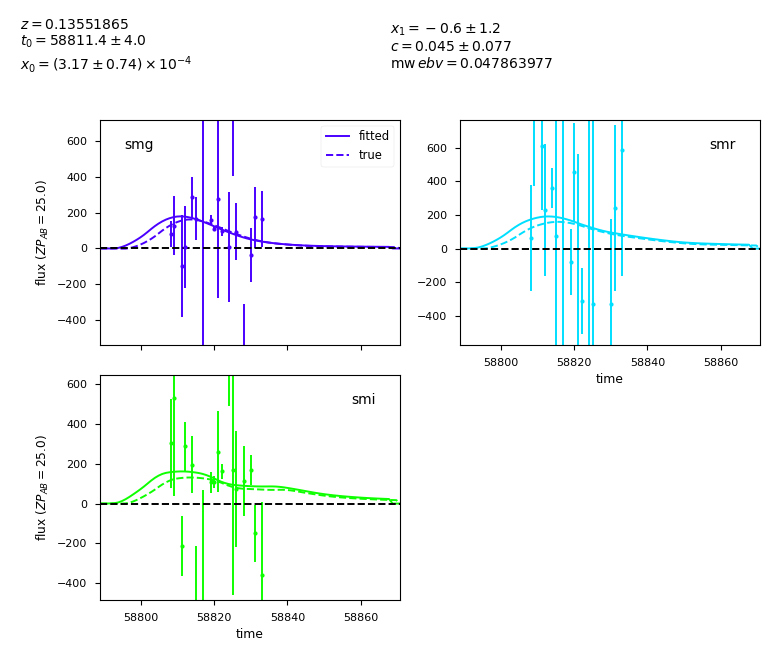 z = 0.13551865
t₀ = 58811.4 ± 4.0
x₀ = (3.17 ± 0.74) × 10⁻⁴
x₁ = −0.6 ± 1.2
c = 0.045 ± 0.077
mw ebv = 0.047863977
smg
fitted
true
flux (ZP_AB = 25.0)
600
400
200
0
−200
−400
smr
600
400
200
0
−200
−400
58800
58820
58840
58860
time
smi
flux (ZP_AB = 25.0)
600
400
200
0
−200
−400
58800
58820
58840
58860
time